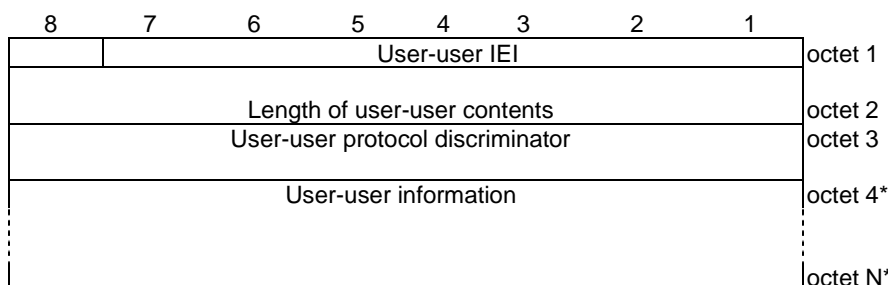 8 7 6 5 4 3 2 1
User-user IEI octet 1
Length of user-user contents octet 2
User-user protocol discriminator octet 3
User-user information octet 4*
octet N*